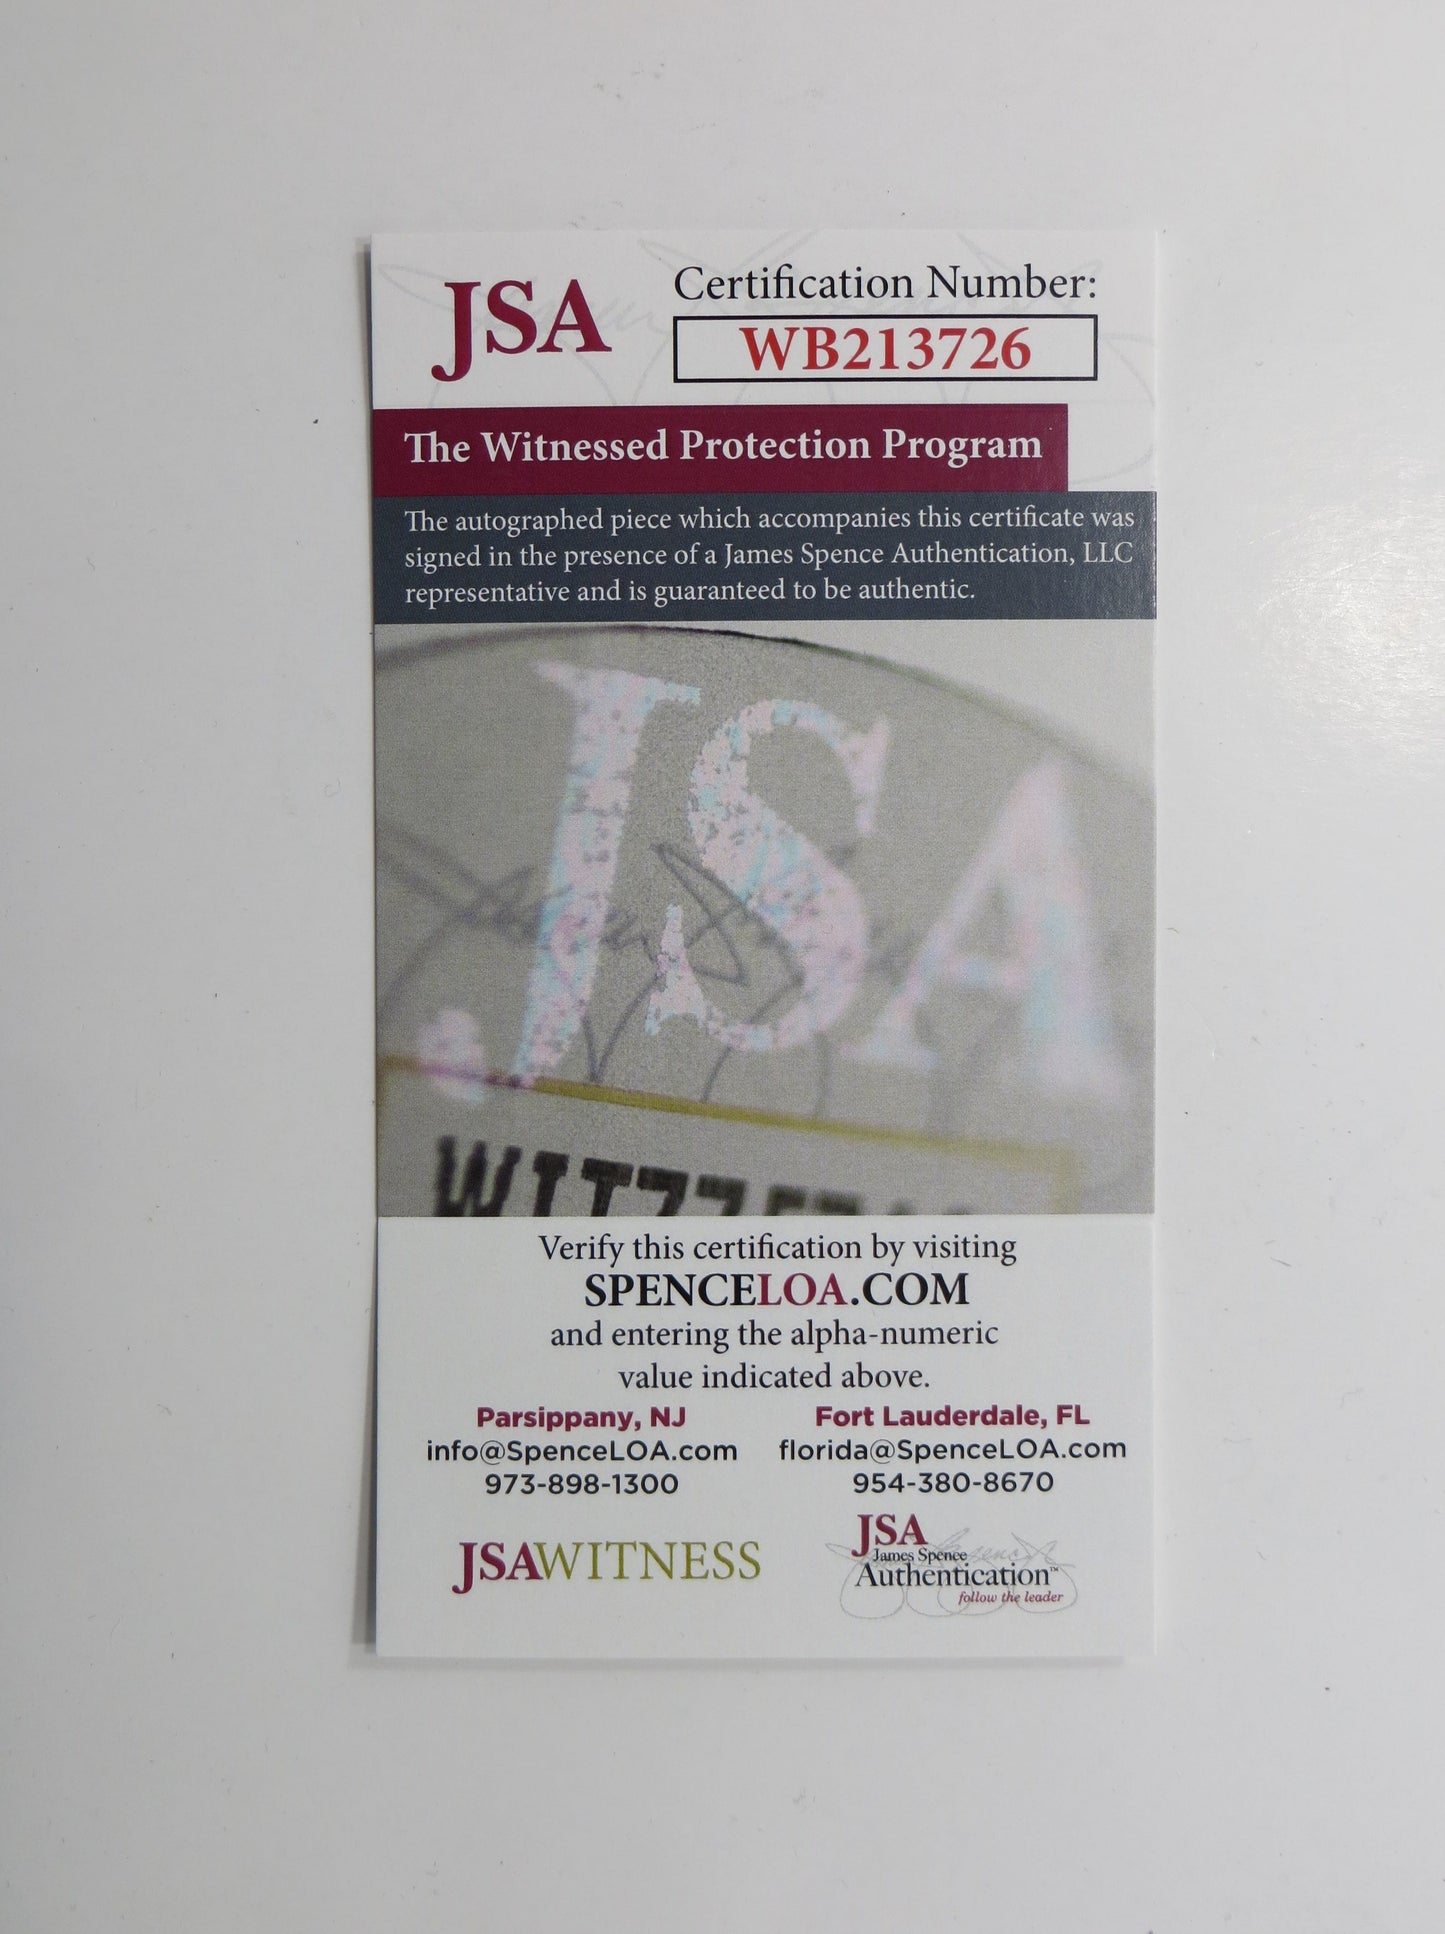 JSA
Certification Number:
WB213726
The Witnessed Protection Program
The autographed piece which accompanies this certificate was
signed in the presence of a James Spence Authentication, LLC
representative and is guaranteed to be authentic.
JSA
Verify this certification by visiting
SPENCELOA.COM
and entering the alpha-numeric
value indicated above.
Parsippany, NJ
info@SpenceLOA.com
973-898-1300
Fort Lauderdale, FL
florida@SpenceLOA.com
954-380-8670
JSAWITNESS
JSA
James Spence
Authentication™
follow the leader